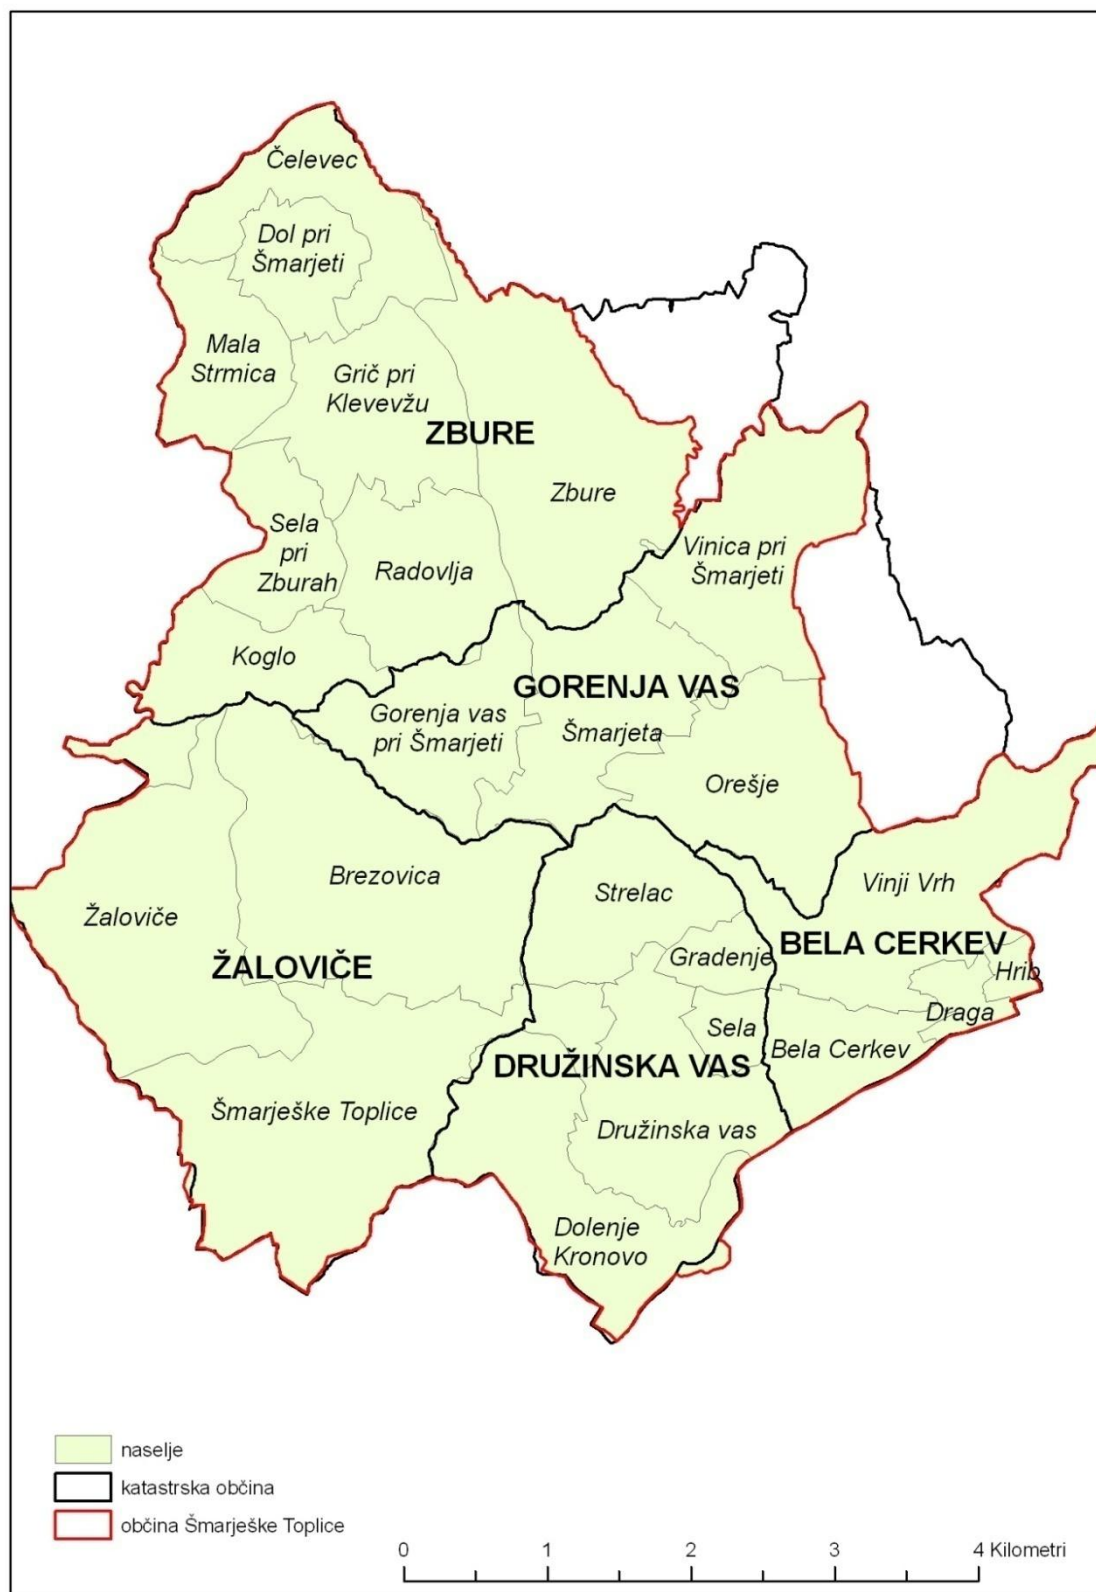 Čelevec
Dol pri
Šmarjeti
Mala
Strmica
Grič pri
Klevevžu
ZBURE
Zbure
Sela
pri
Zburah
Radovlja
Vinica pri
Šmarjeti
Koglo
GORENJA VAS
Gorenja vas
pri Šmarjeti
Šmarjeta
Orešje
Brezovica
Žaloviče
ŽALOVIČE
Strelac
Vinji Vrh
Gradenje
BELA CERKEV
Hrib
Draga
Sela
Bela Cerkev
DRUŽINSKA VAS
Šmarješke Toplice
Družinska vas
Dolenje
Kronovo
naselje
katastrska občina
občina Šmarješke Toplice
0 1 2 3 4 Kilometri